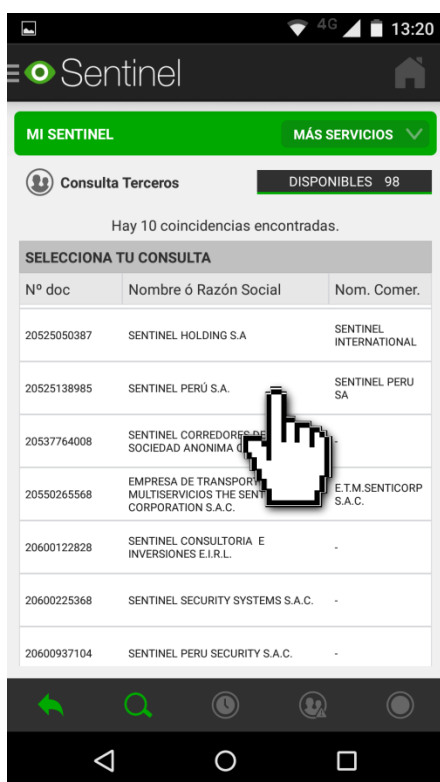 4G 13:20
Sentinel
MI SENTINEL MÁS SERVICIOS
Consulta Terceros DISPONIBLES 98
Hay 10 coincidencias encontradas.
SELECCIONA TU CONSULTA
Nº doc Nombre ó Razón Social Nom. Comer.
20525050387 SENTINEL HOLDING S.A SENTINEL
INTERNATIONAL
20525138985 SENTINEL PERÚ S.A. SENTINEL PERU
SA
20537764008 SENTINEL CORREDORES DE
SOCIEDAD ANONIMA -
20550265568 EMPRESA DE TRANSPOR
MULTISERVICIOS THE SENT
CORPORATION S.A.C. E.T.M.SENTICORP
S.A.C.
20600122828 SENTINEL CONSULTORIA E
INVERSIONES E.I.R.L. -
20600225368 SENTINEL SECURITY SYSTEMS S.A.C. -
20600937104 SENTINEL PERU SECURITY S.A.C. -